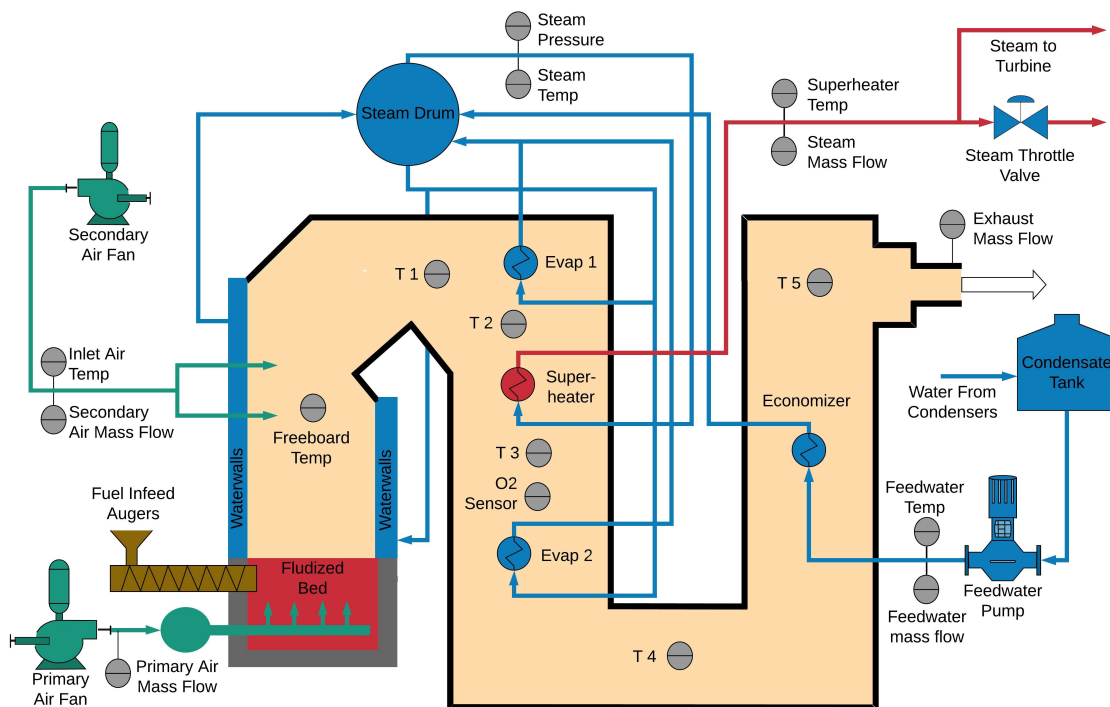 Steam
Pressure
Steam
Temp
Steam Drum
Superheater
Temp
Steam
Mass Flow
Steam to
Turbine
Steam Throttle
Valve
Secondary
Air Fan
Exhaust
Mass Flow
T 1
Evap 1
T 2
T 5
Inlet Air
Temp
Secondary
Air Mass Flow
Super-
heater
Economizer
Condensate
Tank
Water From
Condensers
Freeboard
Temp
T 3
O2
Sensor
Waterwalls
Waterwalls
Fuel Infeed
Augers
Feedwater
Temp
Evap 2
Fludized
Bed
Feedwater
Pump
Feedwater
mass flow
T 4
Primary Air
Mass Flow
Primary
Air Fan